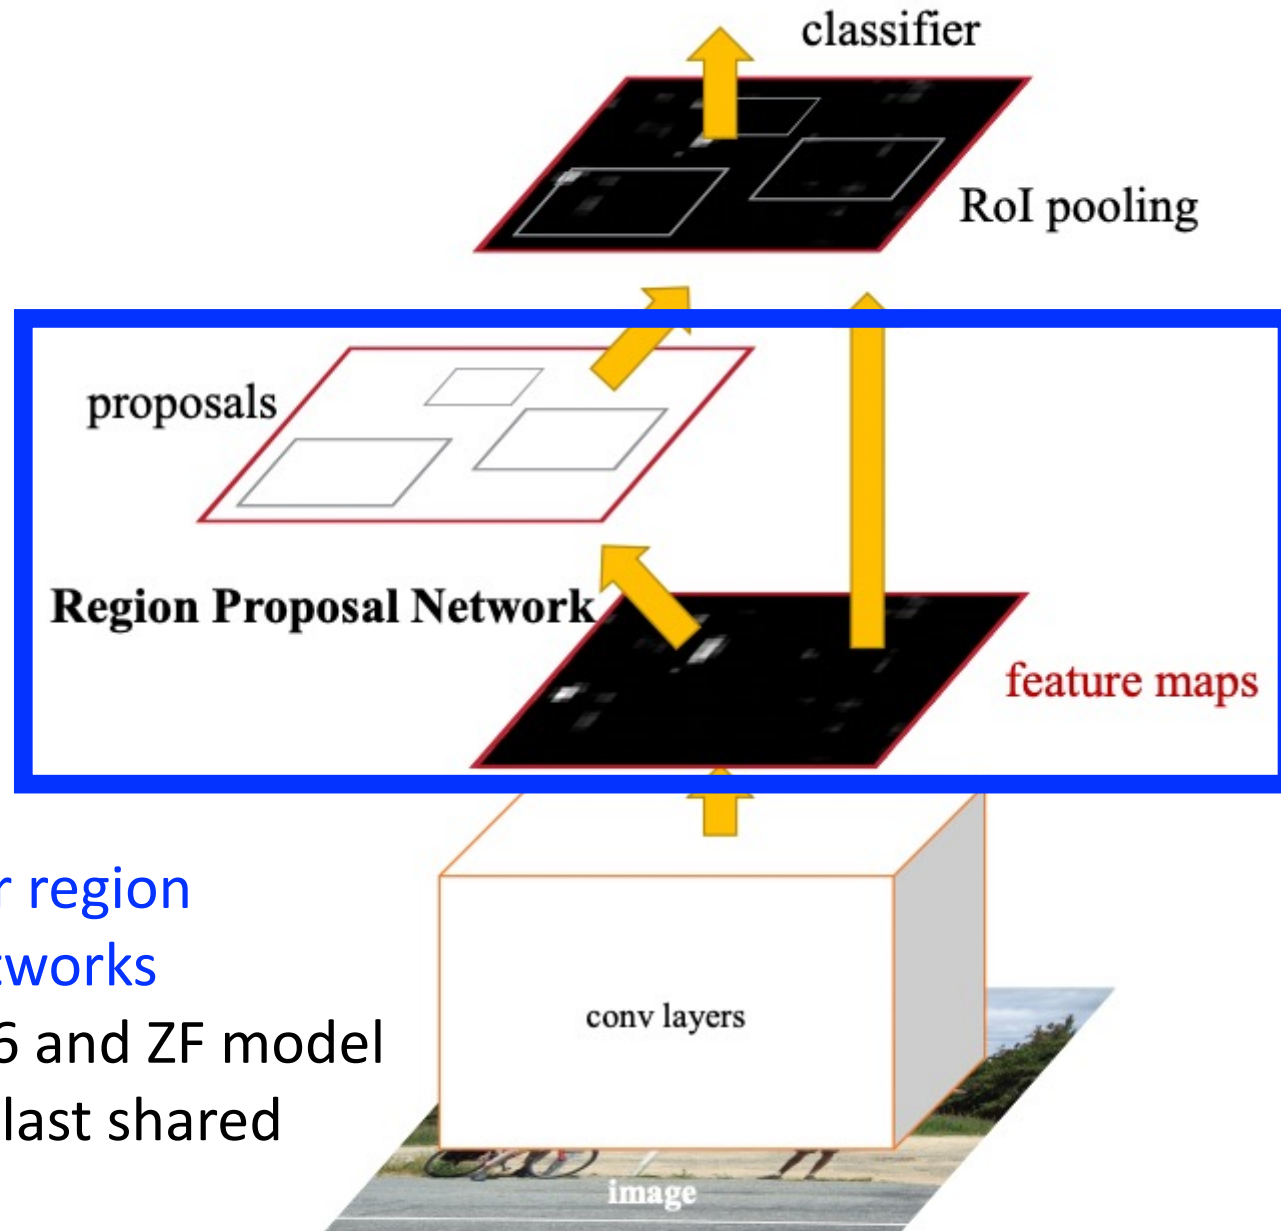 classifier
RoI pooling
proposals
Region Proposal Network
feature maps
r region
tworks
conv layers
6 and ZF model
last shared
image